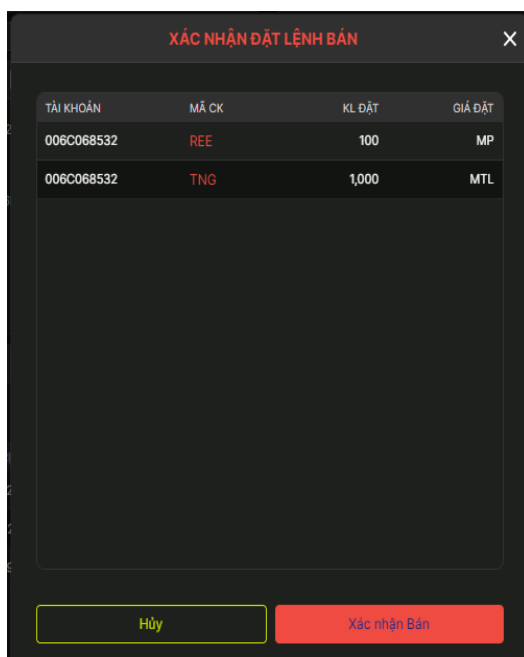 XÁC NHẬN ĐẶT LỆNH BÁN
TÀI KHOẢN MÃ CK KL ĐẶT GIÁ ĐẶT
006C068532 REE 100 MP
006C068532 TNG 1,000 MTL
Hủy Xác nhận Bán